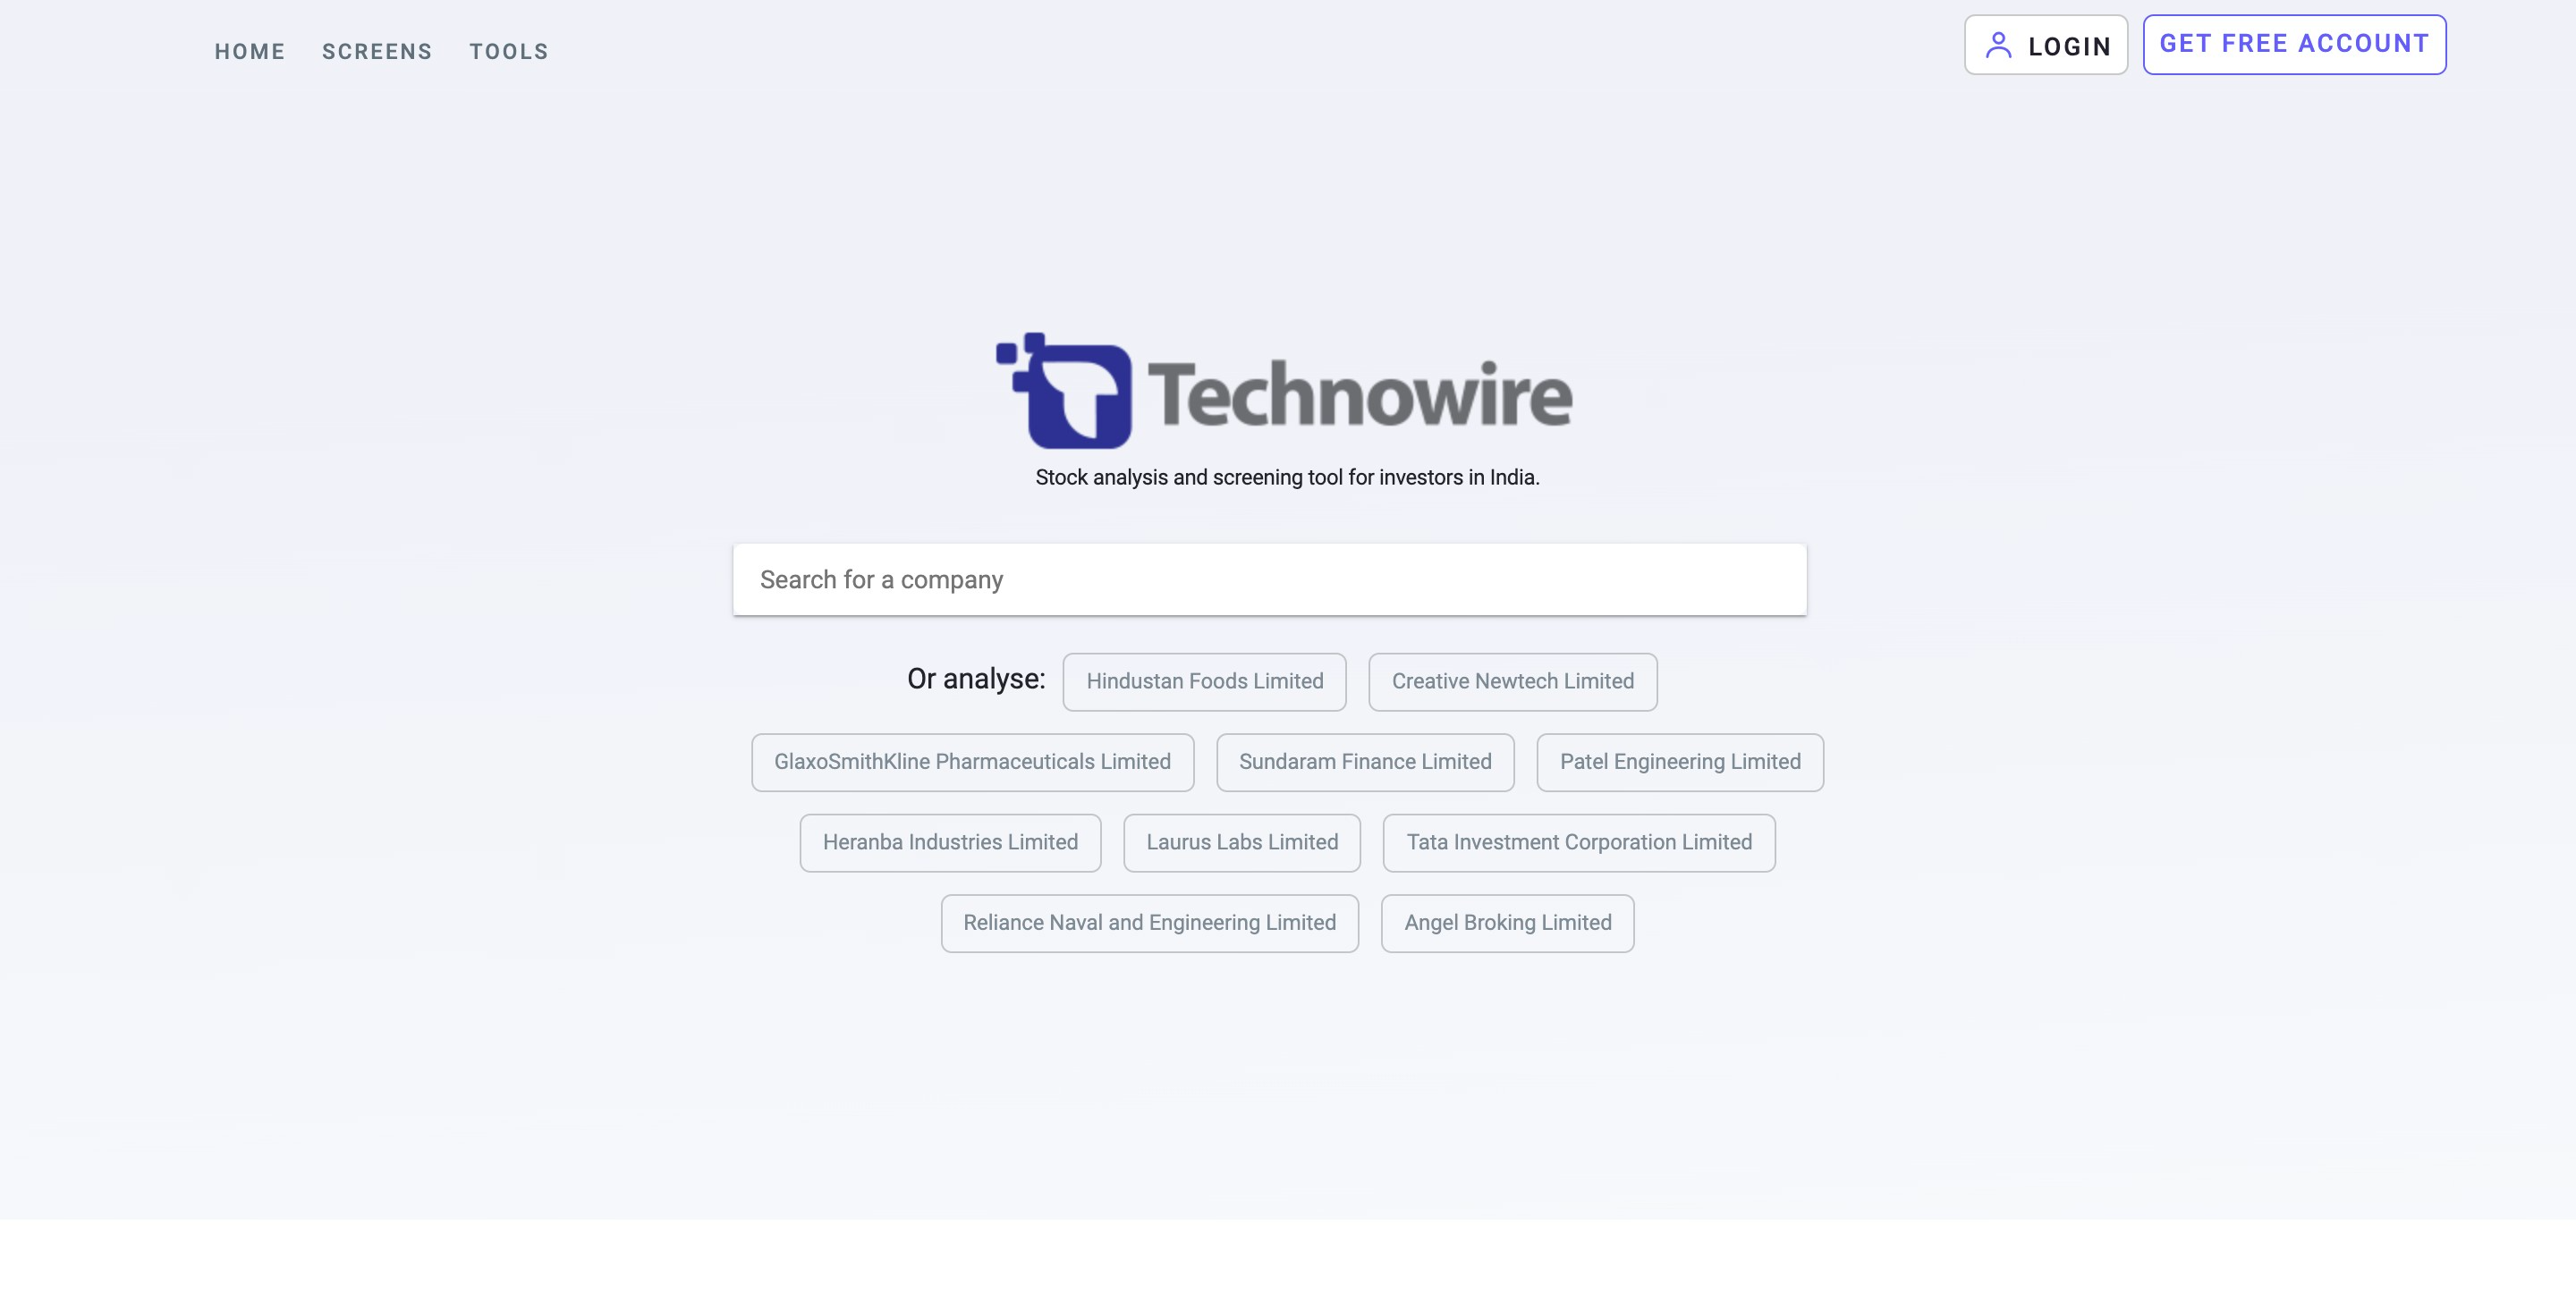 HOME SCREENS TOOLS LOGIN GET FREE ACCOUNT
Technowire
Stock analysis and screening tool for investors in India.
Search for a company
Or analyse: Hindustan Foods Limited Creative Newtech Limited
GlaxoSmithKline Pharmaceuticals Limited Sundaram Finance Limited Patel Engineering Limited
Heranba Industries Limited Laurus Labs Limited Tata Investment Corporation Limited
Reliance Naval and Engineering Limited Angel Broking Limited